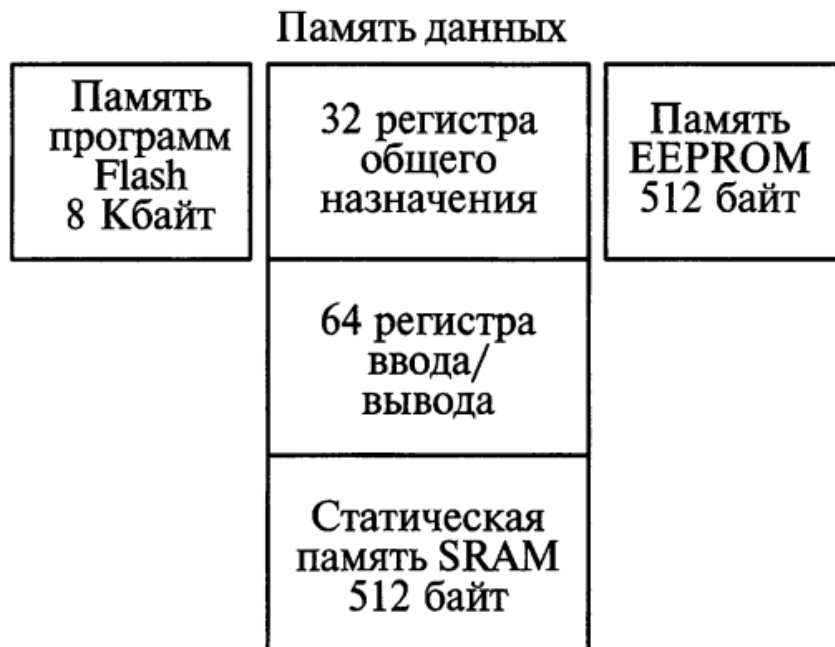 Память данных
Память
программ
Flash
8 Кбайт
32 регистра
общего
назначения
Память
EEPROM
512 байт
64 регистра
ввода/
вывода
Статическая
память SRAM
512 байт